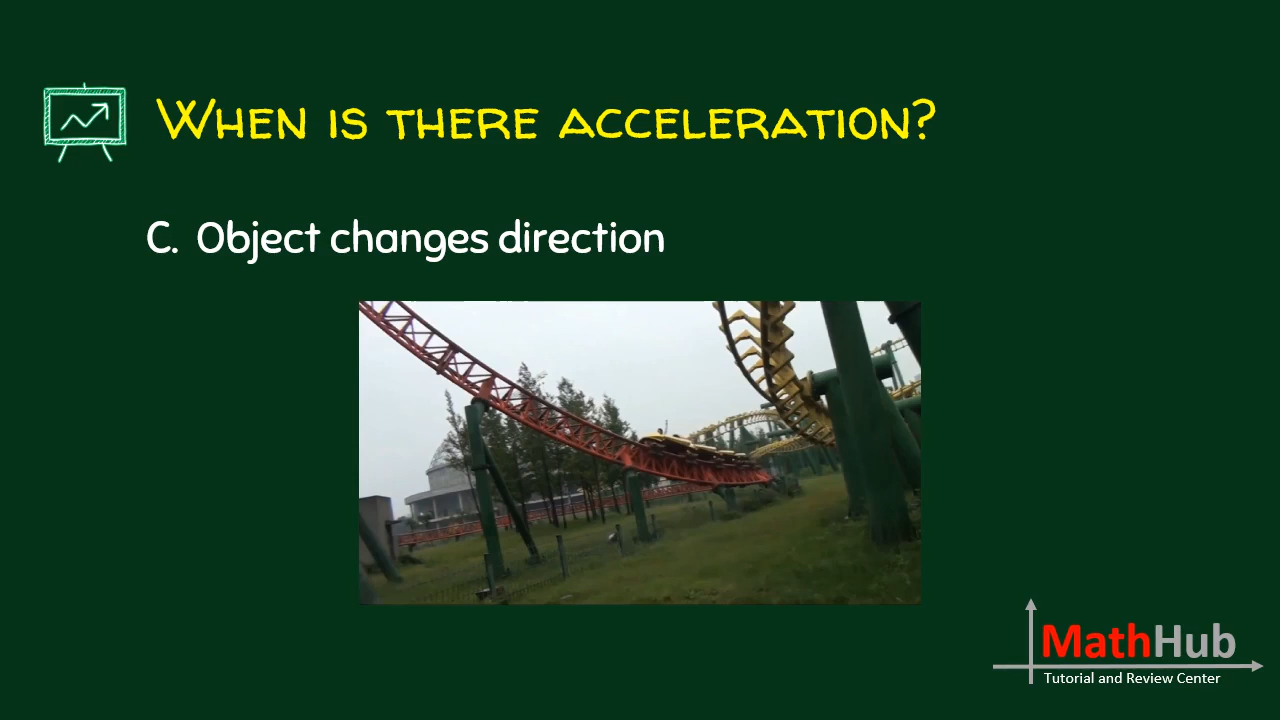 When is there acceleration?
C. Object changes direction
MathHub
Tutorial and Review Center